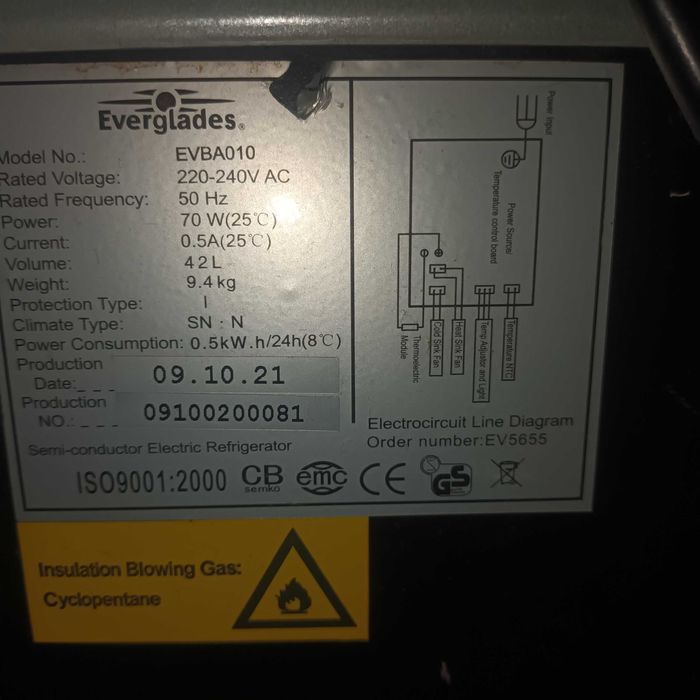 Everglades®
Model No.: EVBA010
Rated Voltage: 220-240V AC
Rated Frequency: 50 Hz
Power: 70 W(25℃)
Current: 0.5A(25℃)
Volume: 42L
Weight: 9.4kg
Protection Type: I
Climate Type: SN : N
Power Consumption: 0.5kW.h/24h(8℃)
Production
Date:_ _ _ 09.10.21
Production
NO.:_ _ _ 09100200081
Semi-conductor Electric Refrigerator
Power Input
Power Source/
Temperature control board
Thermoelectric
Module
Cold Sink Fan
Heat Sink Fan
Temp Adjustor and Light
Temperature NTC
Electrocircuit Line Diagram
Order number:EV5655
ISO9001:2000 CB
semko
emc CE GS
Insulation Blowing Gas:
Cyclopentane